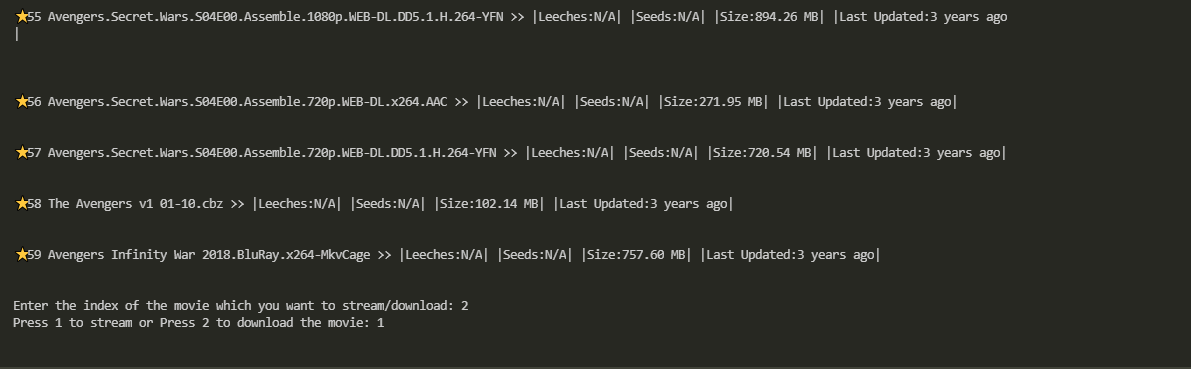 ⭐55 Avengers.Secret.Wars.S04E00.Assemble.1080p.WEB-DL.DD5.1.H.264-YFN >> |Leeches:N/A| |Seeds:N/A| |Size:894.26 MB| |Last Updated:3 years ago
|
⭐56 Avengers.Secret.Wars.S04E00.Assemble.720p.WEB-DL.x264.AAC >> |Leeches:N/A| |Seeds:N/A| |Size:271.95 MB| |Last Updated:3 years ago|
⭐57 Avengers.Secret.Wars.S04E00.Assemble.720p.WEB-DL.DD5.1.H.264-YFN >> |Leeches:N/A| |Seeds:N/A| |Size:720.54 MB| |Last Updated:3 years ago|
⭐58 The Avengers v1 01-10.cbz >> |Leeches:N/A| |Seeds:N/A| |Size:102.14 MB| |Last Updated:3 years ago|
⭐59 Avengers Infinity War 2018.BluRay.x264-MkvCage >> |Leeches:N/A| |Seeds:N/A| |Size:757.60 MB| |Last Updated:3 years ago|
Enter the index of the movie which you want to stream/download: 2
Press 1 to stream or Press 2 to download the movie: 1